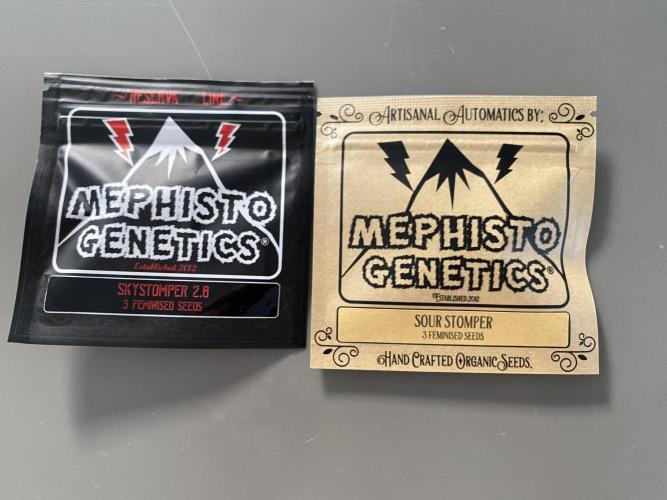 ~ RESERVA LINE ~
MEPHISTO
GENETICS®
Established 2012
SKYSTOMPER 2.0
3 FEMINISED SEEDS
ARTISANAL AUTOMATICS BY:
MEPHISTO
GENETICS®
ESTABLISHED 2012
SOUR STOMPER
3 FEMINISED SEEDS
HAND CRAFTED ORGANIC SEEDS.